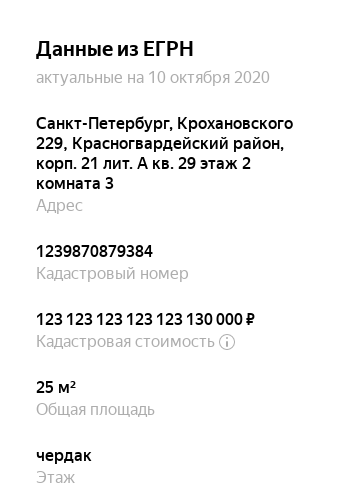 Данные из ЕГРН
актуальные на 10 октября 2020
Санкт-Петербург, Крохановского
229, Красногвардейский район,
корп. 21 лит. А кв. 29 этаж 2
комната 3
Адрес
1239870879384
Кадастровый номер
123 123 123 123 123 130 000 ₽
Кадастровая стоимость
25 м²
Общая площадь
чердак
Этаж